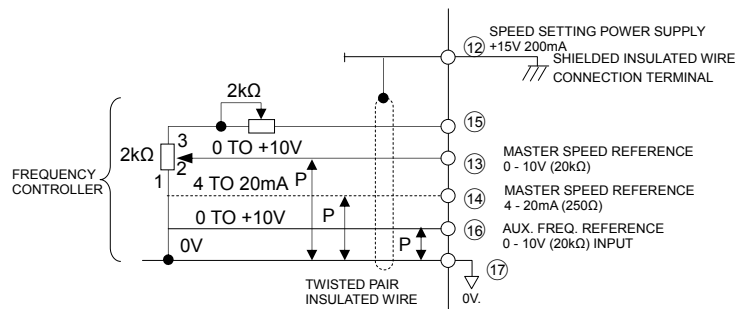 SPEED SETTING POWER SUPPLY
12 +15V 200mA
SHIELDED INSULATED WIRE
CONNECTION TERMINAL
2kΩ
15
3
0 TO +10V
2kΩ
2
13
MASTER SPEED REFERENCE
0 - 10V (20kΩ)
1
FREQUENCY
CONTROLLER
4 TO 20mA
P
14
MASTER SPEED REFERENCE
4 - 20mA (250Ω)
0 TO +10V
P
16
AUX. FREQ. REFERENCE
0 - 10V (20kΩ) INPUT
0V
P
17
TWISTED PAIR
INSULATED WIRE
0V.